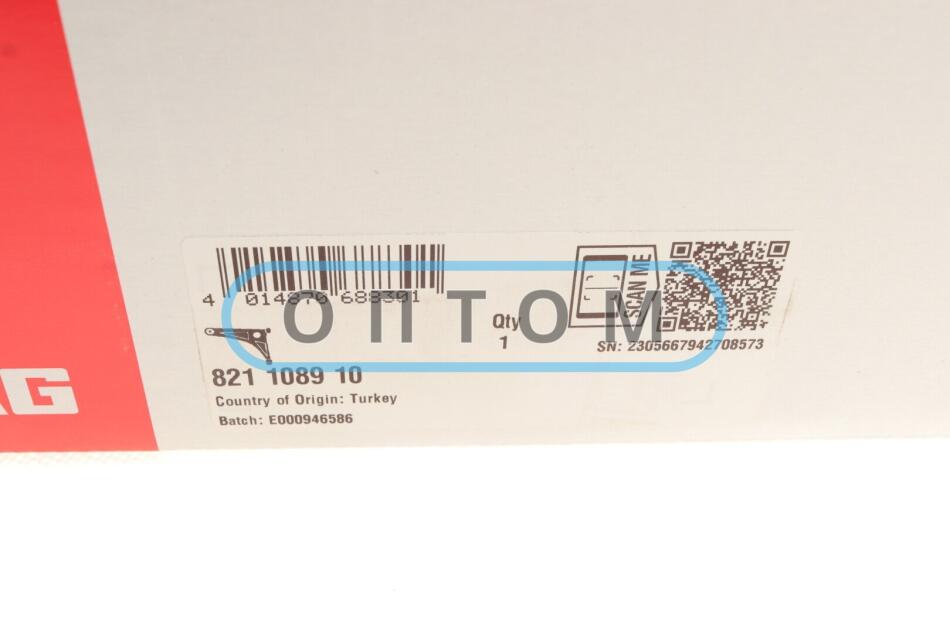 4 014870 688301
SCAN ME
Qty
1
SN: 2305667942708573
821 1089 10
Country of Origin: Turkey
Batch: E000946586
AG
ОПТОМ